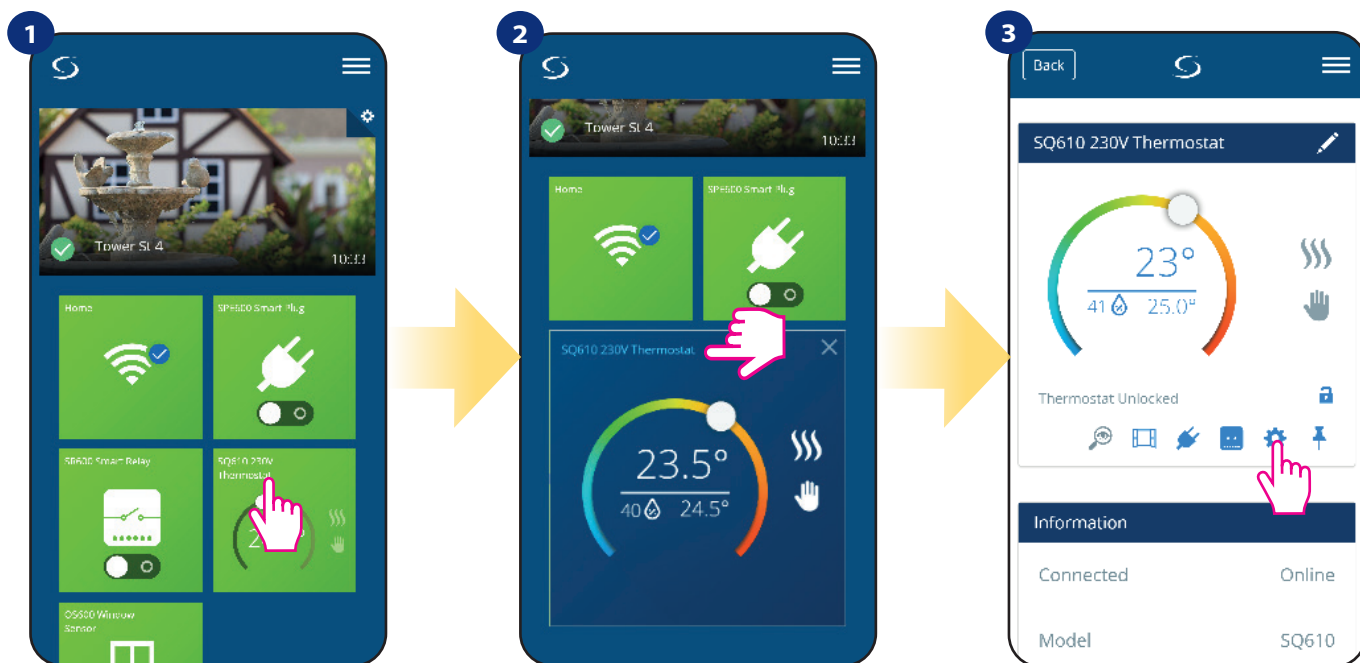 1
Tower St 4
10:33
Home
SPE600 Smart Plug
SR600 Smart Relay
SQ610 230V
Thermostat
OS600 Window
Sensor
2
Tower St 4
10:33
Home
SPE600 Smart Plug
SQ610 230V Thermostat
23.5°
40 24.5°
3
Back
SQ610 230V Thermostat
23°
41 25.0°
Thermostat Unlocked
Information
Connected Online
Model SQ610